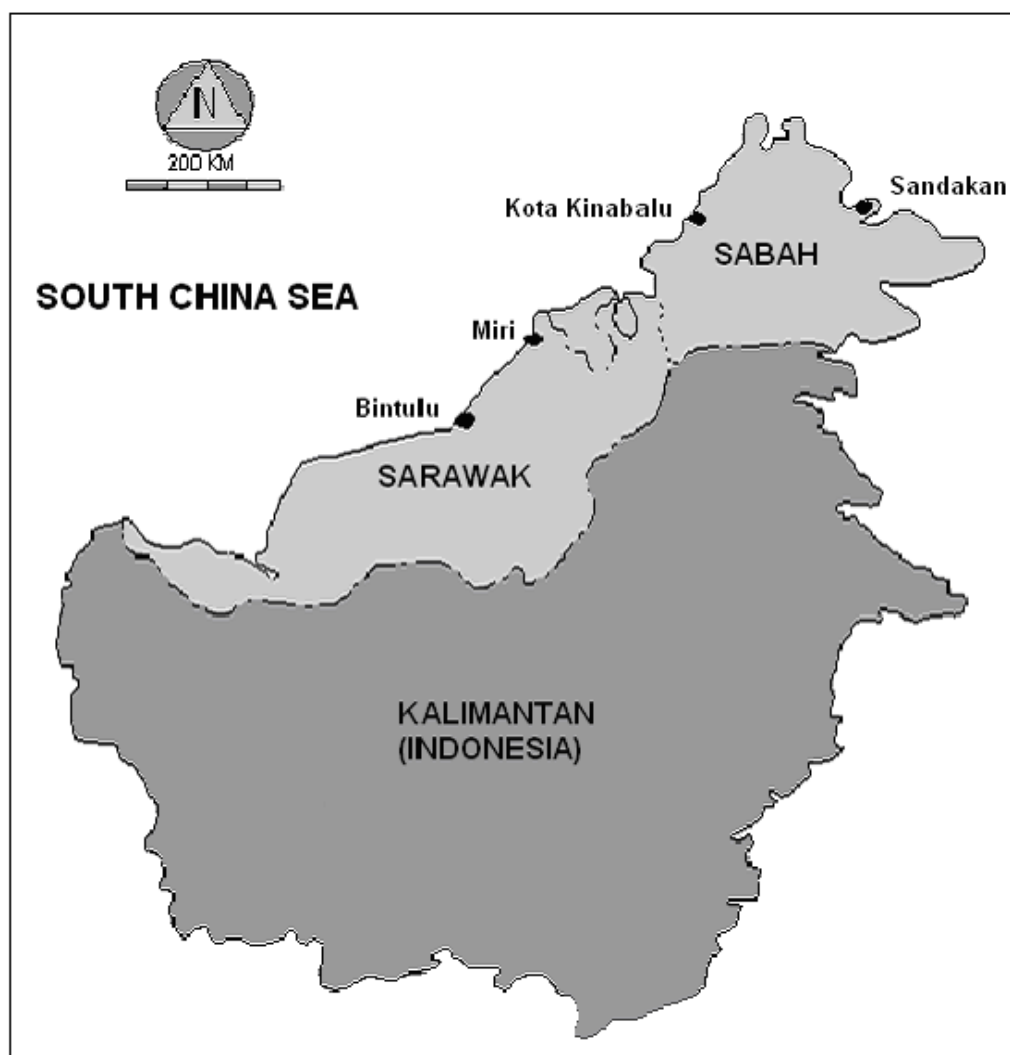 N
200 KM
Sandakan
Kota Kinabalu
SABAH
SOUTH CHINA SEA
Miri
Bintulu
SARAWAK
KALIMANTAN
(INDONESIA)